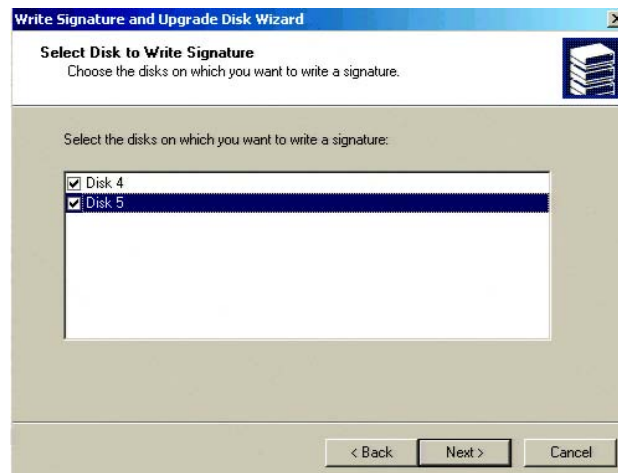 Write Signature and Upgrade Disk Wizard
Select Disk to Write Signature
Choose the disks on which you want to write a signature.
Select the disks on which you want to write a signature:
Disk 4
Disk 5
< Back Next > Cancel